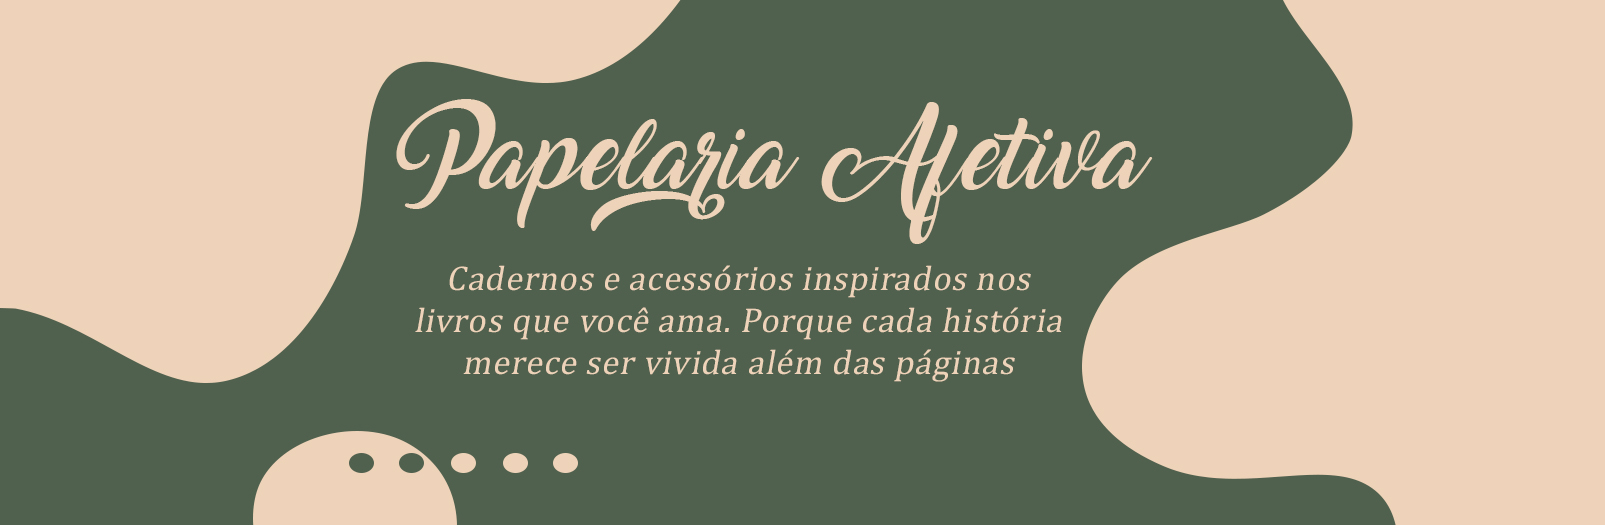 Papelaria Afetiva
Cadernos e acessórios inspirados nos
livros que você ama. Porque cada história
merece ser vivida além das páginas